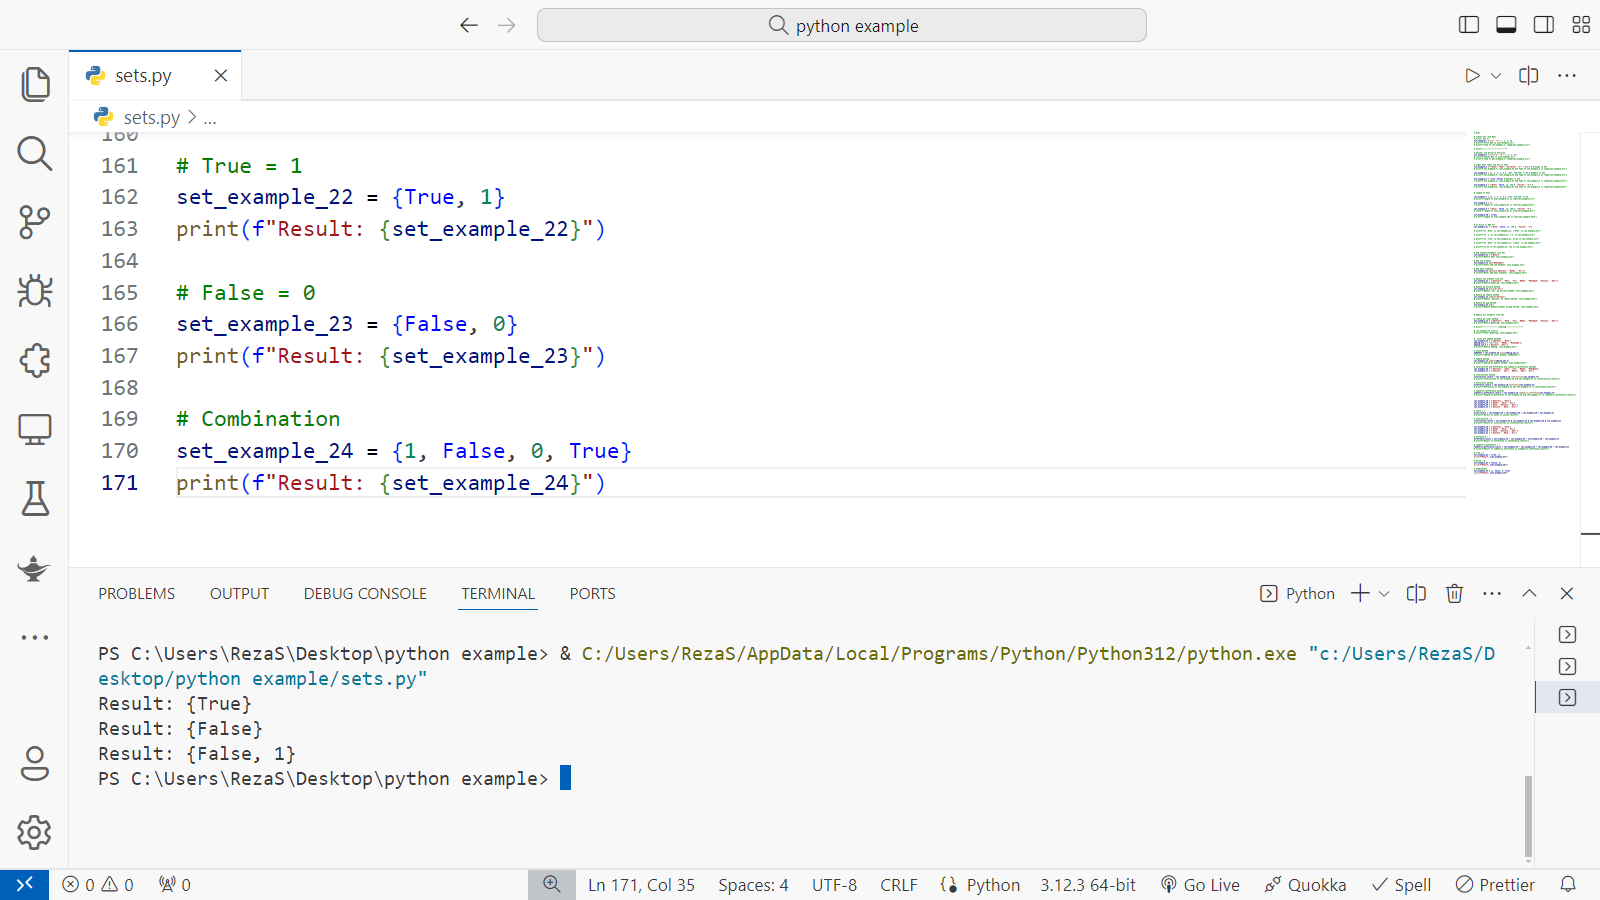 python example
sets.py
sets.py > ...
160
161 # True = 1
162 set_example_22 = {True, 1}
163 print(f"Result: {set_example_22}")
164
165 # False = 0
166 set_example_23 = {False, 0}
167 print(f"Result: {set_example_23}")
168
169 # Combination
170 set_example_24 = {1, False, 0, True}
171 print(f"Result: {set_example_24}")
PROBLEMS OUTPUT DEBUG CONSOLE TERMINAL PORTS Python
PS C:\Users\RezaS\Desktop\python example> & C:/Users/RezaS/AppData/Local/Programs/Python/Python312/python.exe "c:/Users/RezaS/D
esktop/python example/sets.py"
Result: {True}
Result: {False}
Result: {False, 1}
PS C:\Users\RezaS\Desktop\python example>
0 0 0 Ln 171, Col 35 Spaces: 4 UTF-8 CRLF Python 3.12.3 64-bit Go Live Quokka Spell Prettier